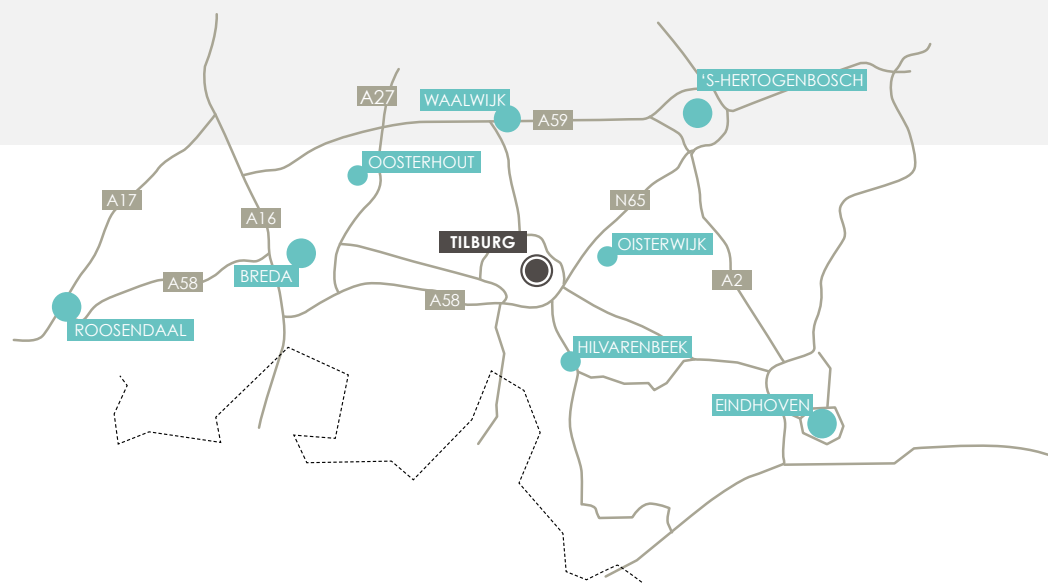 ‘S-HERTOGENBOSCH
A27
WAALWIJK
A59
OOSTERHOUT
A17
N65
A16
TILBURG
OISTERWIJK
BREDA
A58
A2
A58
ROOSENDAAL
HILVARENBEEK
EINDHOVEN